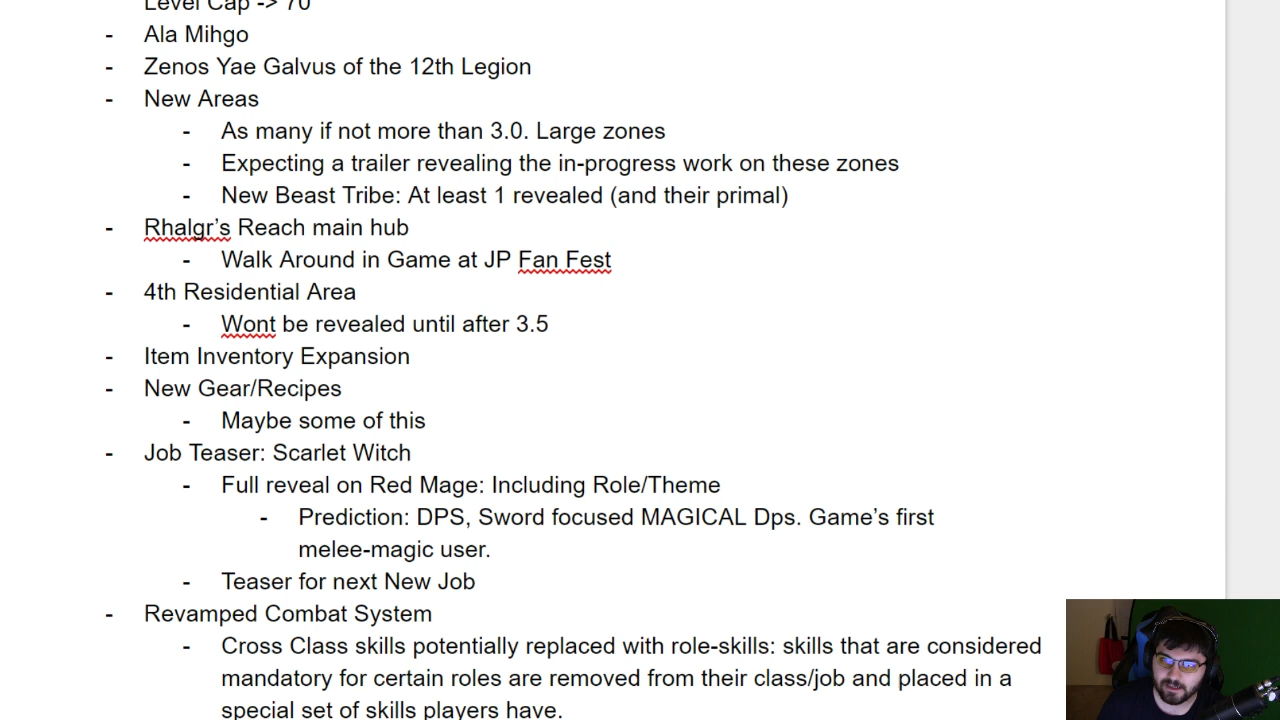 Level Cap -> 70
- Ala Mihgo
- Zenos Yae Galvus of the 12th Legion
- New Areas
- As many if not more than 3.0. Large zones
- Expecting a trailer revealing the in-progress work on these zones
- New Beast Tribe: At least 1 revealed (and their primal)
- Rhalgr’s Reach main hub
- Walk Around in Game at JP Fan Fest
- 4th Residential Area
- Wont be revealed until after 3.5
- Item Inventory Expansion
- New Gear/Recipes
- Maybe some of this
- Job Teaser: Scarlet Witch
- Full reveal on Red Mage: Including Role/Theme
- Prediction: DPS, Sword focused MAGICAL Dps. Game’s first
melee-magic user.
- Teaser for next New Job
- Revamped Combat System
- Cross Class skills potentially replaced with role-skills: skills that are considered
mandatory for certain roles are removed from their class/job and placed in a
special set of skills players have.